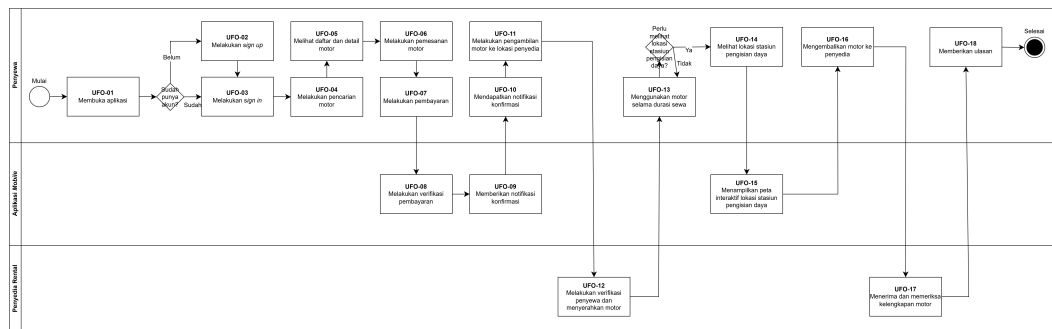 Penyewa
Mulai
UFO-01
Membuka aplikasi
Sudah
punya
akun?
Belum
Sudah
UFO-02
Melakukan sign up
UFO-03
Melakukan sign in
UFO-05
Melihat daftar dan detail
motor
UFO-04
Melakukan pencarian
motor
UFO-06
Melakukan pemesanan
motor
UFO-07
Melakukan pembayaran
UFO-11
Melakukan pengambilan
motor ke lokasi penyedia
UFO-10
Mendapatkan notifikasi
konfirmasi
Perlu
melihat
lokasi
stasiun
pengisian
daya?
Ya
Tidak
UFO-13
Menggunakan motor
selama durasi sewa
UFO-14
Melihat lokasi stasiun
pengisian daya
UFO-16
Mengembalikan motor ke
penyedia
UFO-18
Memberikan ulasan
Selesai
Aplikasi Mobile
UFO-08
Melakukan verifikasi
pembayaran
UFO-09
Memberikan notifikasi
konfirmasi
UFO-15
Menampilkan peta
interaktif lokasi stasiun
pengisian daya
Penyedia Rental
UFO-12
Melakukan verifikasi
penyewa dan
menyerahkan motor
UFO-17
Menerima dan memeriksa
kelengkapan motor